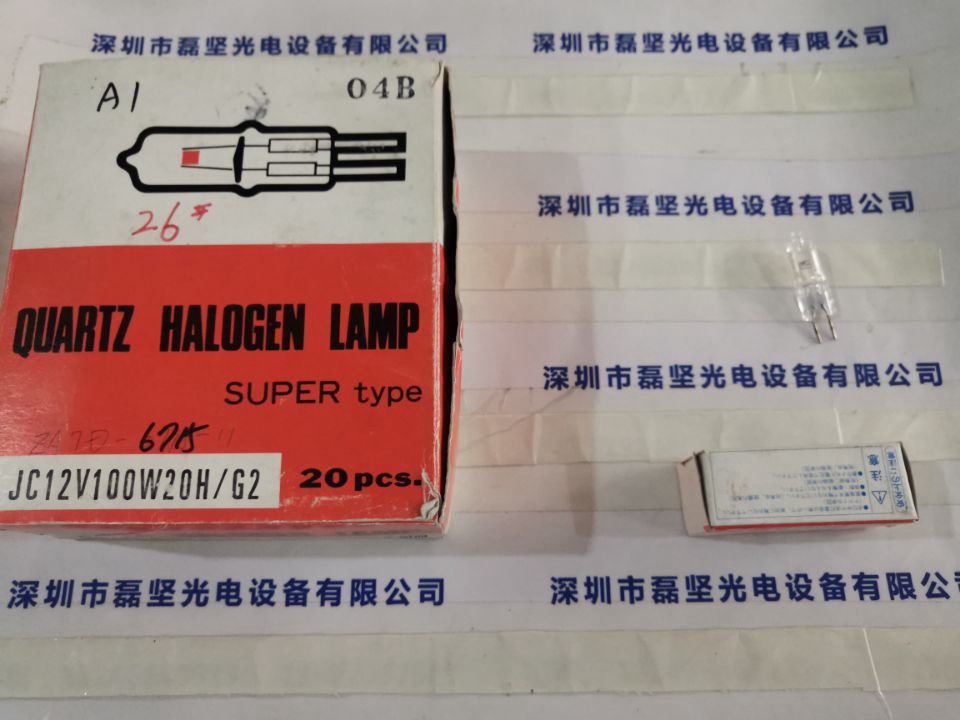 深圳市磊坚光电设备有限公司
深圳市磊坚光电设备有限公司
A1
04B
26#
QUARTZ HALOGEN LAMP
SUPER type
6715
JC12V100W20H/G2
20 pcs.
深圳市磊坚光电设备有限公司
深圳市磊坚光电设备有限公司
注意
深圳市磊坚光电设备有限公司
深圳市磊坚光电设备有限公司